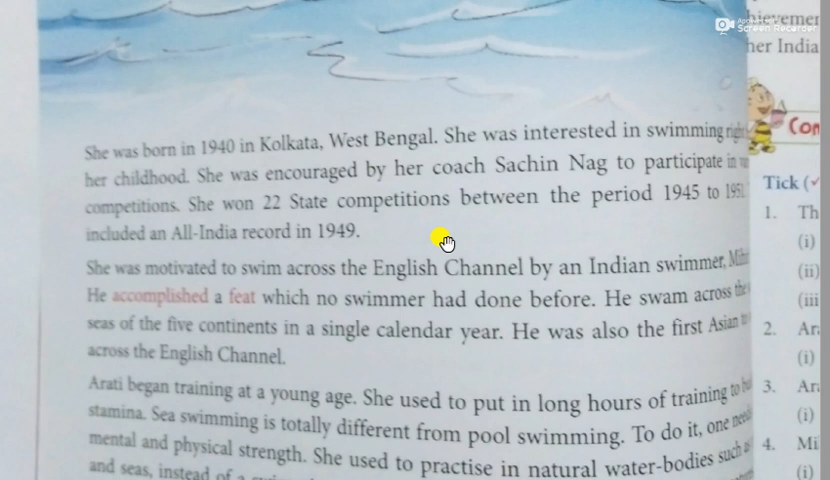 Screen Recorder
her India
She was born in 1940 in Kolkata, West Bengal. She was interested in swimming right
her childhood. She was encouraged by her coach Sachin Nag to participate in
competitions. She won 22 State competitions between the period 1945 to 1951.
included an All-India record in 1949.
She was motivated to swim across the English Channel by an Indian swimmer,
He accomplished a feat which no swimmer had done before. He swam across the
seas of the five continents in a single calendar year. He was also the first Asian
across the English Channel.
Arati began training at a young age. She used to put in long hours of training to
stamina. Sea swimming is totally different from pool swimming. To do it, one
mental and physical strength. She used to practise in natural water-bodies such
and seas, instead of a
Tick (✓
1. Th
(i)
(ii)
(iii
2. Ar
(i)
3. Ar
(i)
4. Mi
(i)